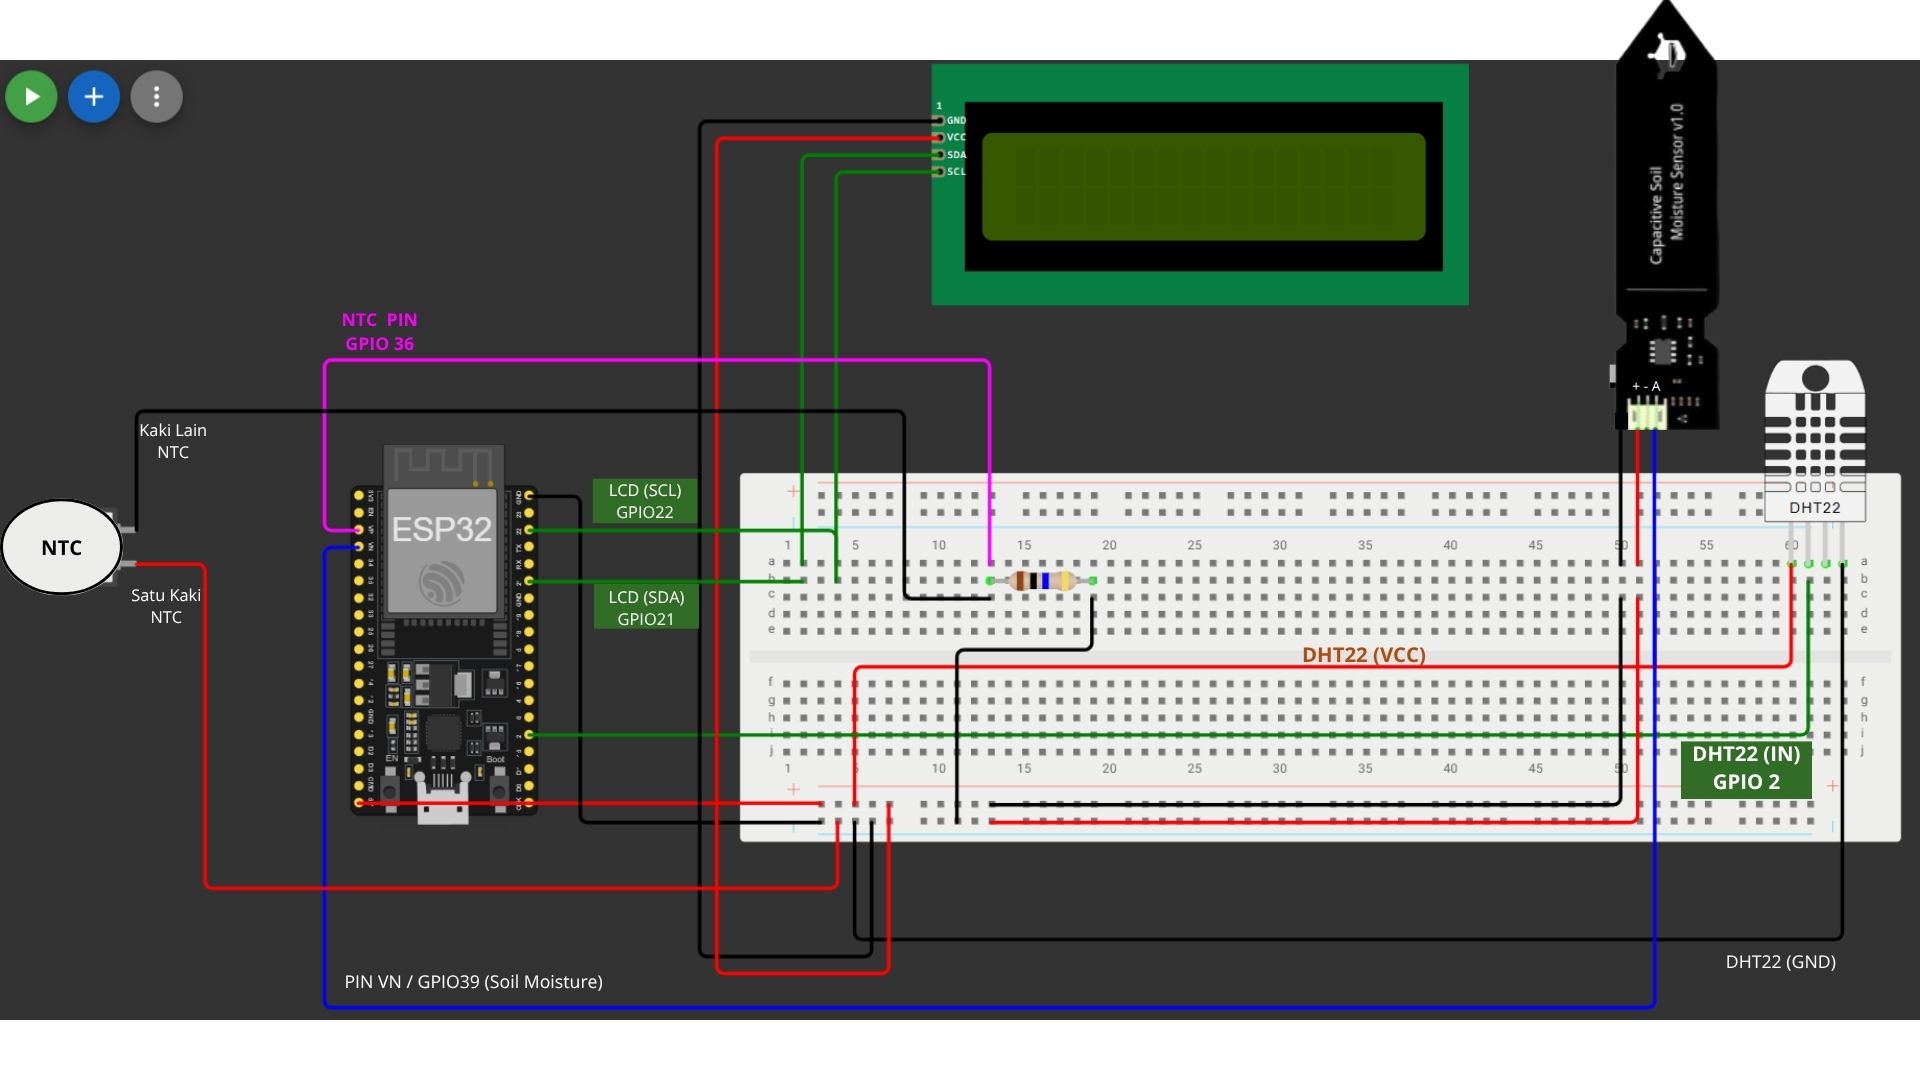 1
GND
VCC
SDA
SCL
Capacitive Soil
Moisture Sensor v1.0
+ - A
NTC PIN
GPIO 36
Kaki Lain
NTC
NTC
Satu Kaki
NTC
ESP32
EN
Boot
LCD (SCL)
GPIO22
LCD (SDA)
GPIO21
DHT22
1 5 10 15 20 25 30 35 40 45 50 55 60
a a
b b
c c
d d
e e
DHT22 (VCC)
f f
g g
h h
i i
j j
1 5 10 15 20 25 30 35 40 45 50
DHT22 (IN)
GPIO 2
DHT22 (GND)
PIN VN / GPIO39 (Soil Moisture)